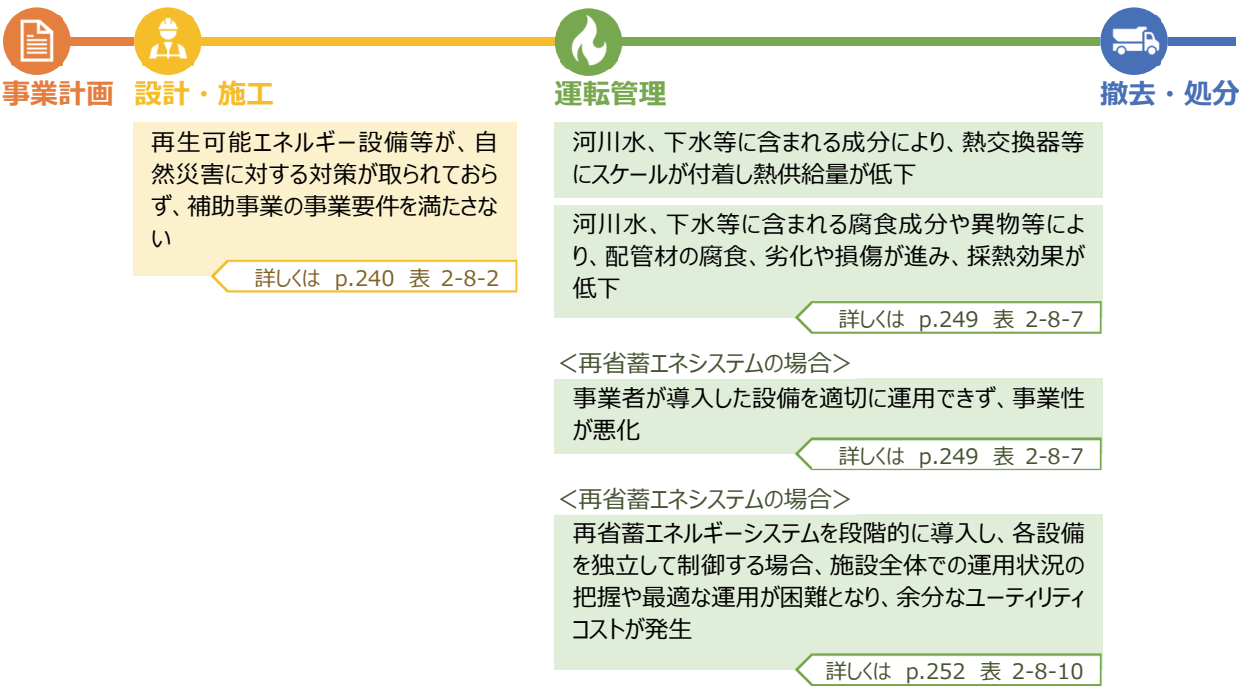 事業計画
設計・施工
運転管理
撤去・処分
再生可能エネルギー設備等が、自
然災害に対する対策が取られておら
ず、補助事業の事業要件を満たさな
い
詳しくは p.240 表 2-8-2
河川水、下水等に含まれる成分により、熱交換器等
にスケールが付着し熱供給量が低下
河川水、下水等に含まれる腐食成分や異物等によ
り、配管材の腐食、劣化や損傷が進み、採熱効果が
低下
詳しくは p.249 表 2-8-7
＜再省蓄エネシステムの場合＞
事業者が導入した設備を適切に運用できず、事業性
が悪化
詳しくは p.249 表 2-8-7
＜再省蓄エネシステムの場合＞
再省蓄エネルギーシステムを段階的に導入し、各設備
を独立して制御する場合、施設全体での運用状況の
把握や最適な運用が困難となり、余分なユーティリティ
コストが発生
詳しくは p.252 表 2-8-10